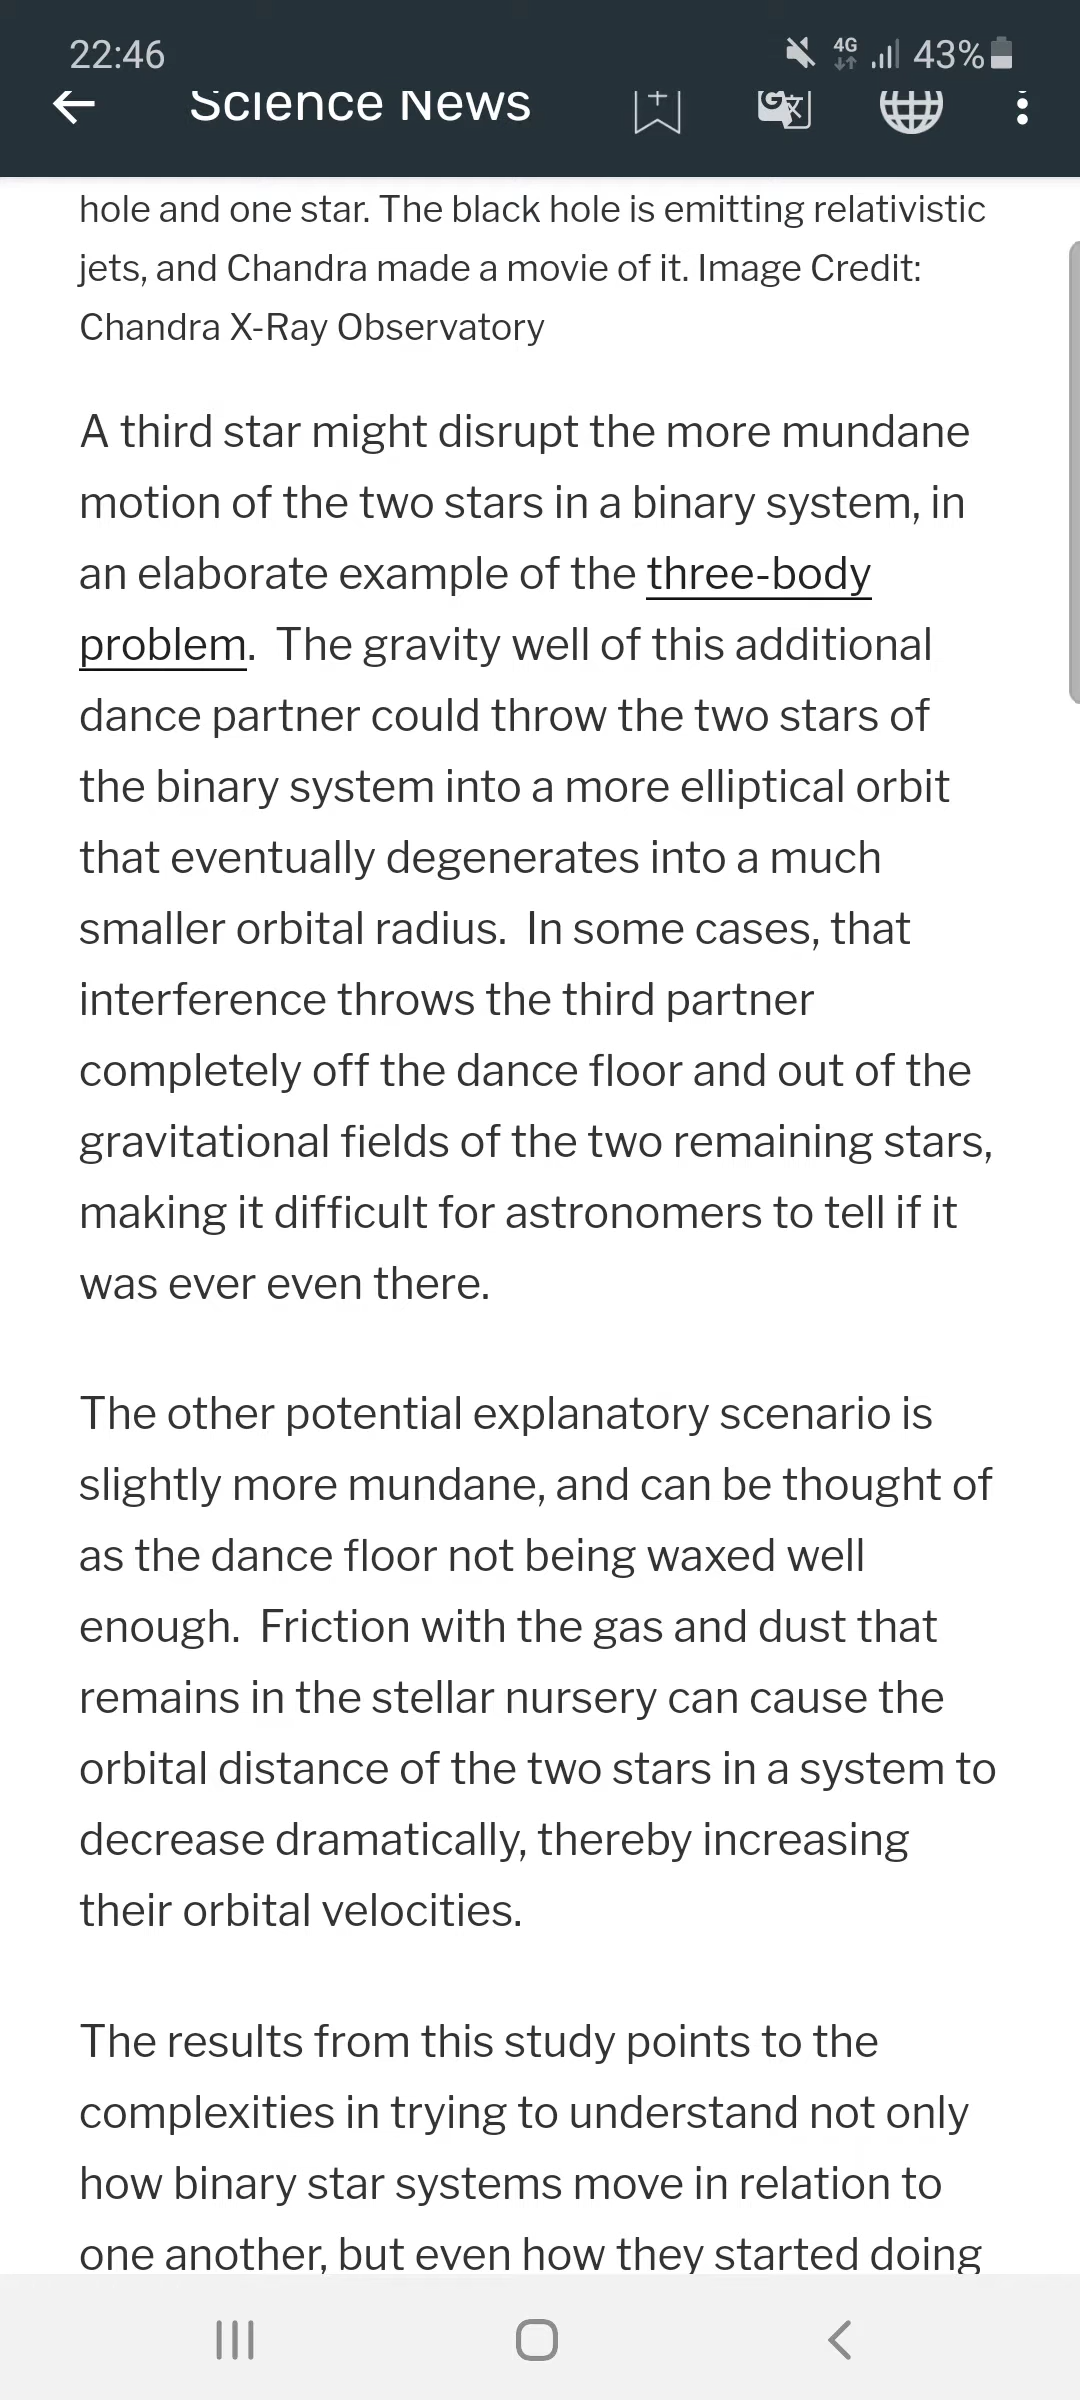 22:46
4G
43%
Science News
hole and one star. The black hole is emitting relativistic
jets, and Chandra made a movie of it. Image Credit:
Chandra X-Ray Observatory
A third star might disrupt the more mundane
motion of the two stars in a binary system, in
an elaborate example of the three-body
problem.  The gravity well of this additional
dance partner could throw the two stars of
the binary system into a more elliptical orbit
that eventually degenerates into a much
smaller orbital radius.  In some cases, that
interference throws the third partner
completely off the dance floor and out of the
gravitational fields of the two remaining stars,
making it difficult for astronomers to tell if it
was ever even there.
The other potential explanatory scenario is
slightly more mundane, and can be thought of
as the dance floor not being waxed well
enough.  Friction with the gas and dust that
remains in the stellar nursery can cause the
orbital distance of the two stars in a system to
decrease dramatically, thereby increasing
their orbital velocities.
The results from this study points to the
complexities in trying to understand not only
how binary star systems move in relation to
one another, but even how they started doing